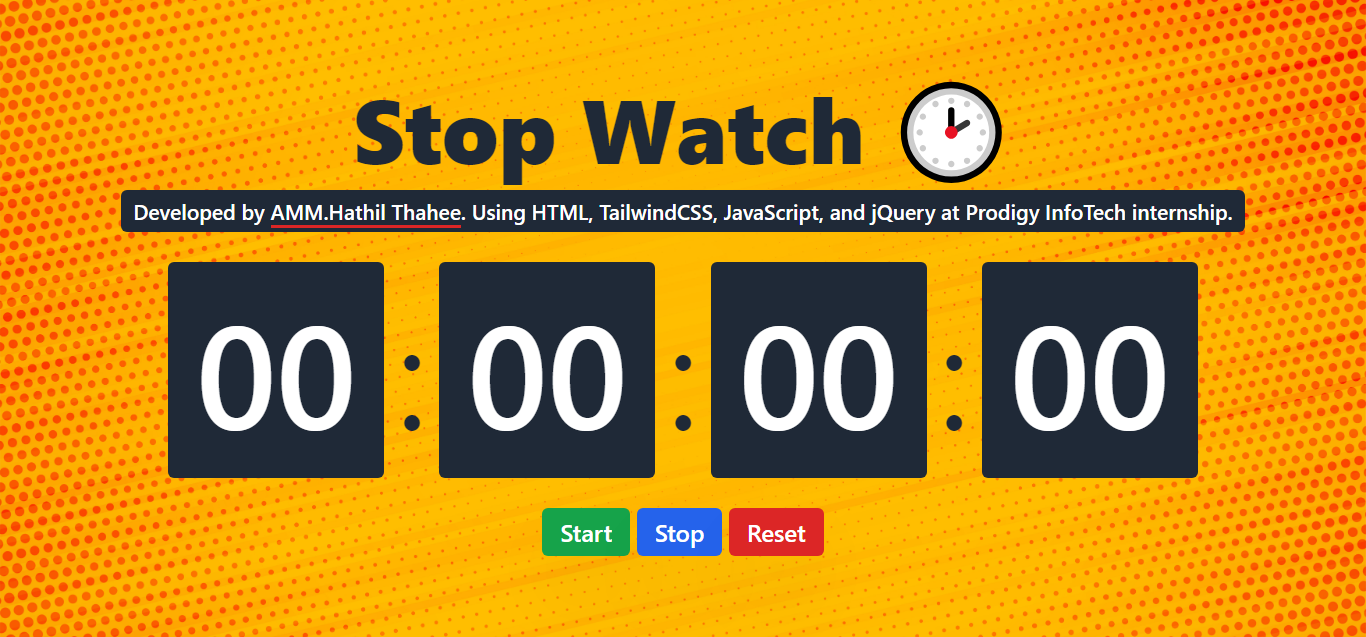 Stop Watch
Developed by AMM.Hathil Thahee. Using HTML, TailwindCSS, JavaScript, and jQuery at Prodigy InfoTech internship.
00 : 00 : 00 : 00
Start Stop Reset